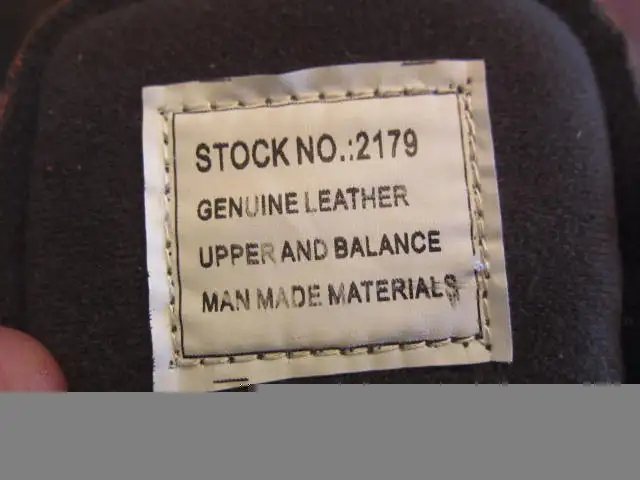 STOCK NO.:2179
GENUINE LEATHER
UPPER AND BALANCE
MAN MADE MATERIALS